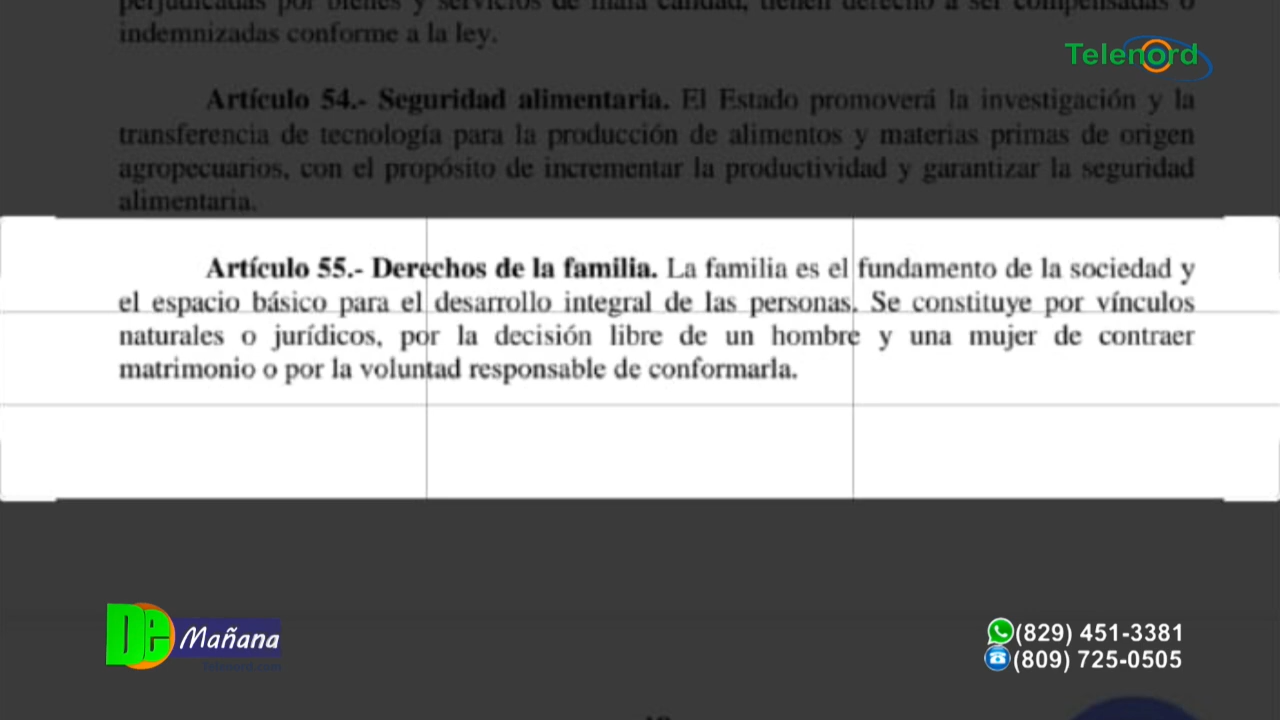 perjudicadas por bienes y servicios de mala calidad, tienen derecho a ser compensadas o
indemnizadas conforme a la ley.
Telenord
Artículo 54.- Seguridad alimentaria. El Estado promoverá la investigación y la
transferencia de tecnología para la producción de alimentos y materias primas de origen
agropecuarios, con el propósito de incrementar la productividad y garantizar la seguridad
alimentaria.
Artículo 55.- Derechos de la familia. La familia es el fundamento de la sociedad y
el espacio básico para el desarrollo integral de las personas. Se constituye por vínculos
naturales o jurídicos, por la decisión libre de un hombre y una mujer de contraer
matrimonio o por la voluntad responsable de conformarla.
De Mañana
Telenord.com
(829) 451-3381
(809) 725-0505